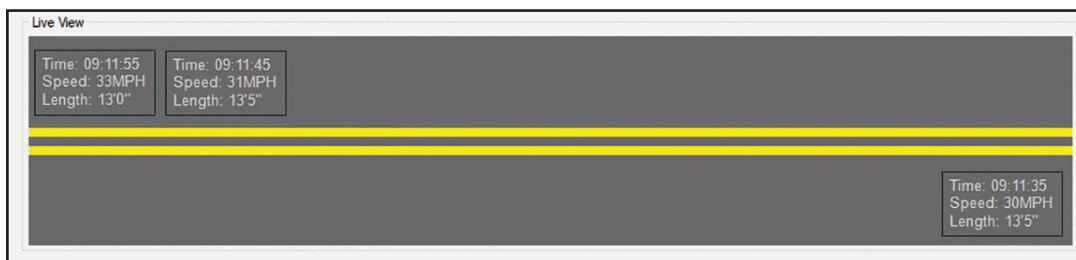 Live View
Time: 09:11:55
Speed: 33MPH
Length: 13'0"
Time: 09:11:45
Speed: 31MPH
Length: 13'5"
Time: 09:11:35
Speed: 30MPH
Length: 13'5"